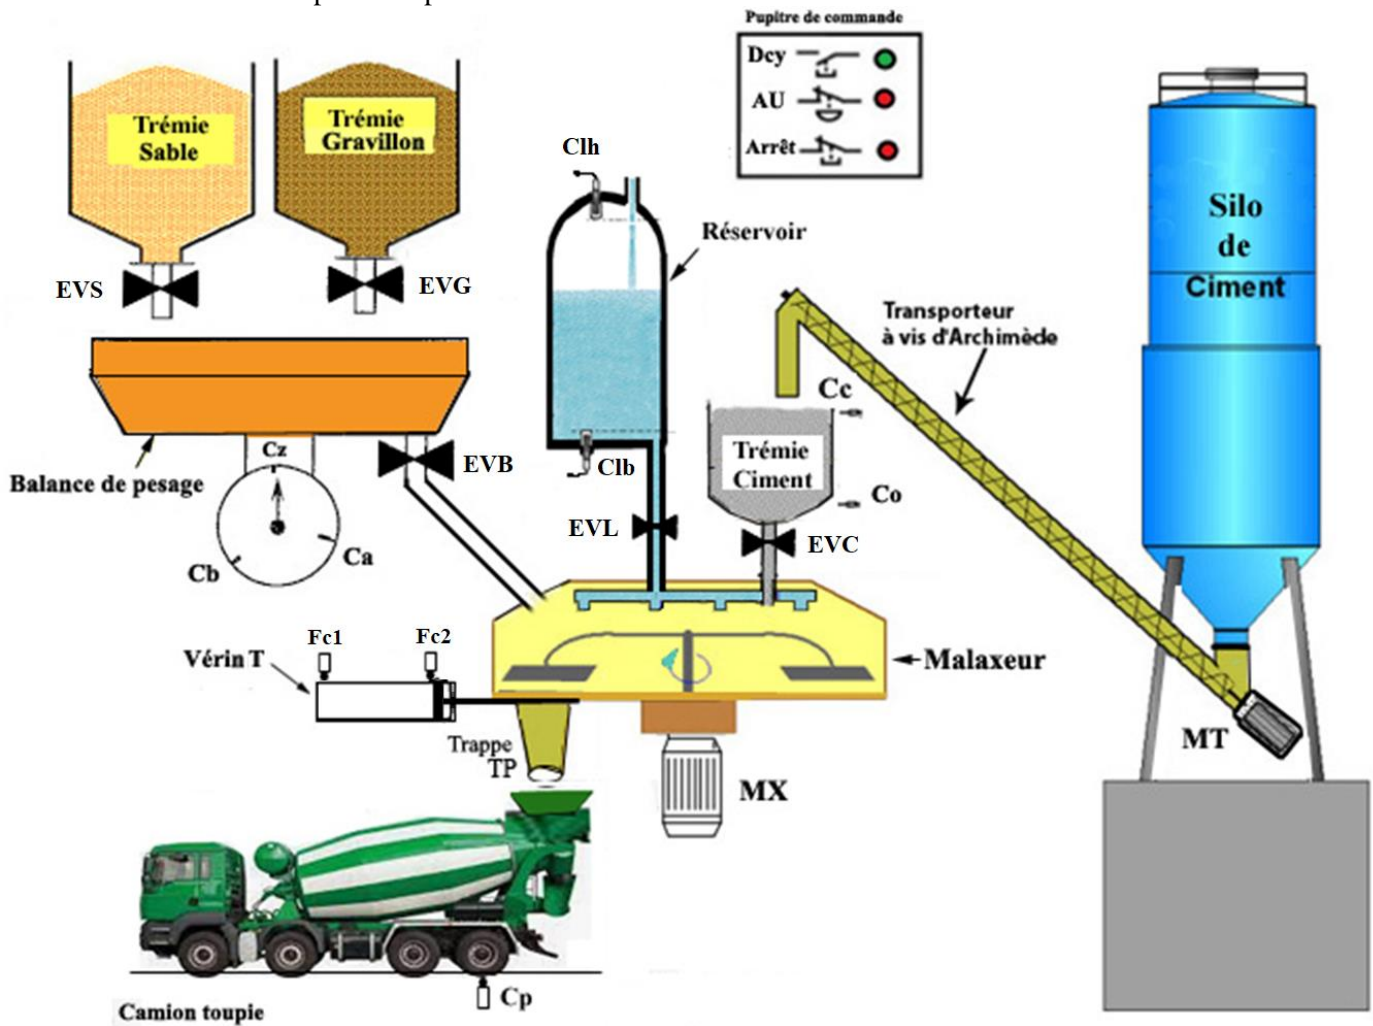 Pupitre de commande
Dcy
AU
Arrêt
Trémie
Sable
Trémie
Gravillon
Clh
Réservoir
Silo
de
Ciment
EVS
EVG
Transporteur
à vis d'Archimède
Cc
Trémie
Ciment
Co
Cz
EVB
Clb
Balance de pesage
EVL
EVC
Cb
Ca
Fc1
Fc2
Vérin T
Malaxeur
Trappe
TP
MT
MX
Cp
Camion toupie